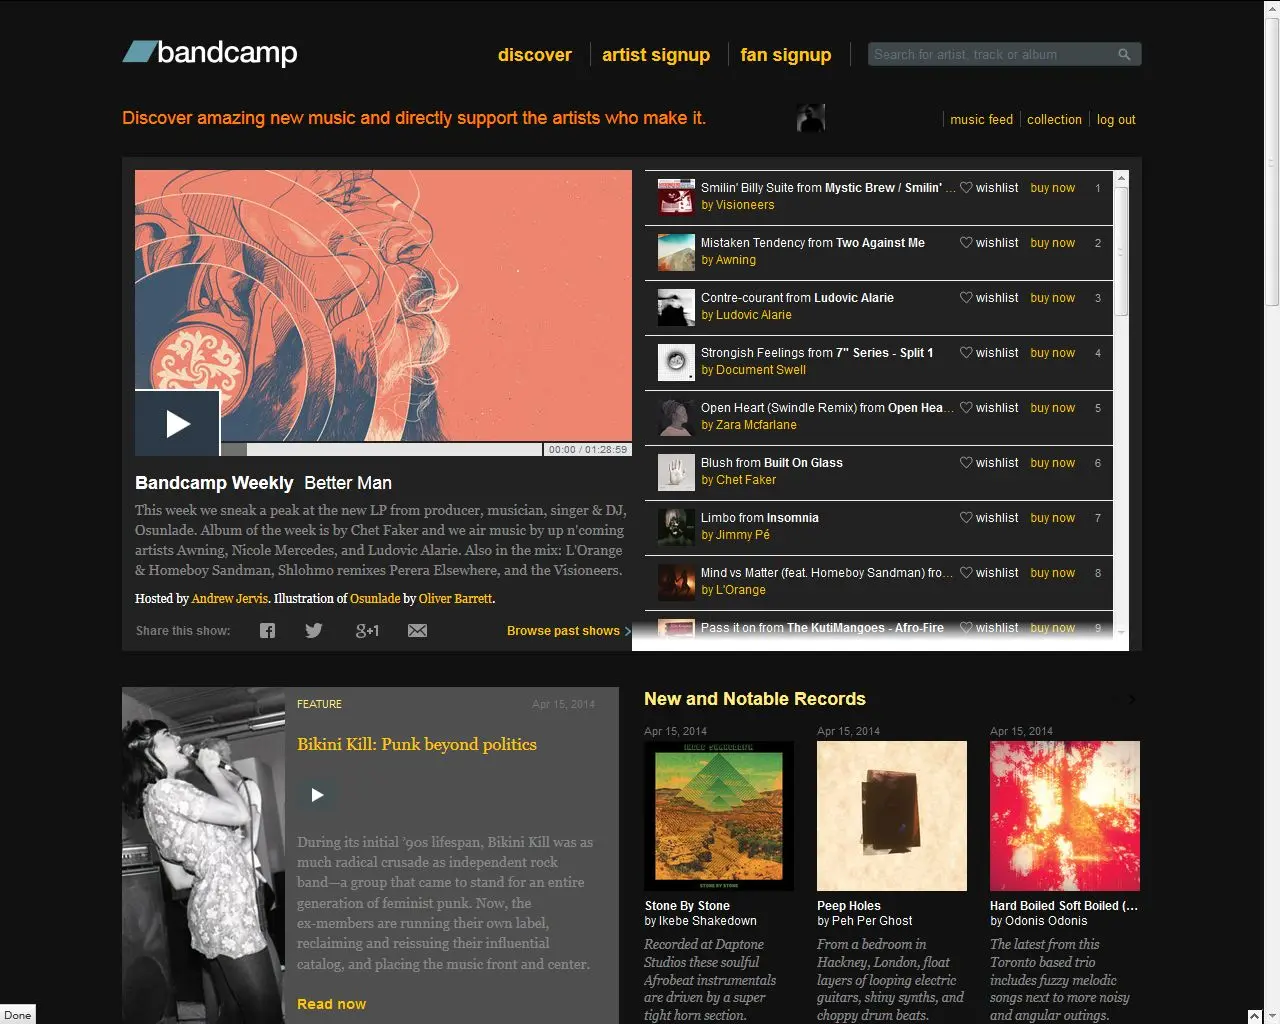 bandcamp
discover
artist signup
fan signup
Search for artist, track or album
Discover amazing new music and directly support the artists who make it.
music feed
collection
log out
00:00 / 01:28:59
Bandcamp Weekly Better Man
This week we sneak a peak at the new LP from producer, musician, singer & DJ,
Osunlade. Album of the week is by Chet Faker and we air music by up n'coming
artists Awning, Nicole Mercedes, and Ludovic Alarie. Also in the mix: L'Orange
& Homeboy Sandman, Shlohmo remixes Perera Elsewhere, and the Visioneers.
Hosted by Andrew Jervis. Illustration of Osunlade by Oliver Barrett.
Share this show:
g+1
Browse past shows
Smilin' Billy Suite from Mystic Brew / Smilin' ... wishlist buy now 1
by Visioneers
Mistaken Tendency from Two Against Me wishlist buy now 2
by Awning
Contre-courant from Ludovic Alarie wishlist buy now 3
by Ludovic Alarie
Strongish Feelings from 7" Series - Split 1 wishlist buy now 4
by Document Swell
Open Heart (Swindle Remix) from Open Hea... wishlist buy now 5
by Zara Mcfarlane
Blush from Built On Glass wishlist buy now 6
by Chet Faker
Limbo from Insomnia wishlist buy now 7
by Jimmy Pé
Mind vs Matter (feat. Homeboy Sandman) fro... wishlist buy now 8
by L'Orange
Pass it on from The KutiMangoes - Afro-Fire wishlist buy now 9
FEATURE
Apr 15, 2014
Bikini Kill: Punk beyond politics
During its initial ’90s lifespan, Bikini Kill was as
much radical crusade as independent rock
band—a group that came to stand for an entire
generation of feminist punk. Now, the
ex-members are running their own label,
reclaiming and reissuing their influential
catalog, and placing the music front and center.
Read now
New and Notable Records
Apr 15, 2014
IKEBE SHAKEDOWN
STONE BY STONE
Stone By Stone
by Ikebe Shakedown
Recorded at Daptone
Studios these soulful
Afrobeat instrumentals
are driven by a super
tight horn section.
Apr 15, 2014
Peep Holes
by Peh Per Ghost
From a bedroom in
Hackney, London, float
layers of looping electric
guitars, shiny synths, and
choppy drum beats.
Apr 15, 2014
Hard Boiled Soft Boiled (...
by Odonis Odonis
The latest from this
Toronto based trio
includes fuzzy melodic
songs next to more noisy
and angular outings.
Done